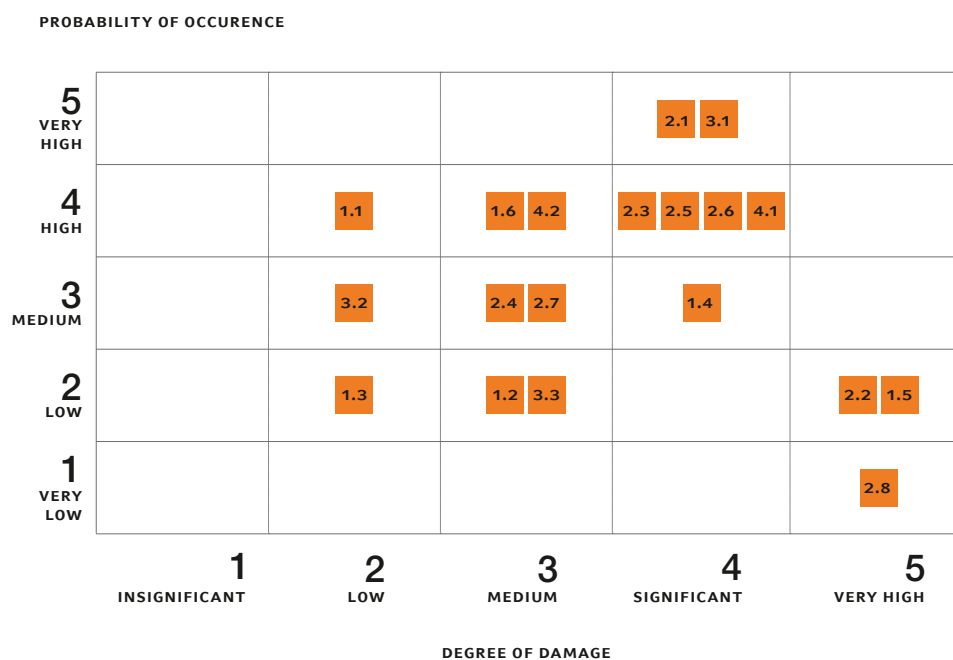 PROBABILITY OF OCCURENCE
5
VERY
HIGH
2.1 3.1
4
HIGH
1.1 1.6 4.2 2.3 2.5 2.6 4.1
3
MEDIUM
3.2 2.4 2.7 1.4
2
LOW
1.3 1.2 3.3 2.2 1.5
1
VERY
LOW
2.8
1 2 3 4 5
INSIGNIFICANT LOW MEDIUM SIGNIFICANT VERY HIGH
DEGREE OF DAMAGE